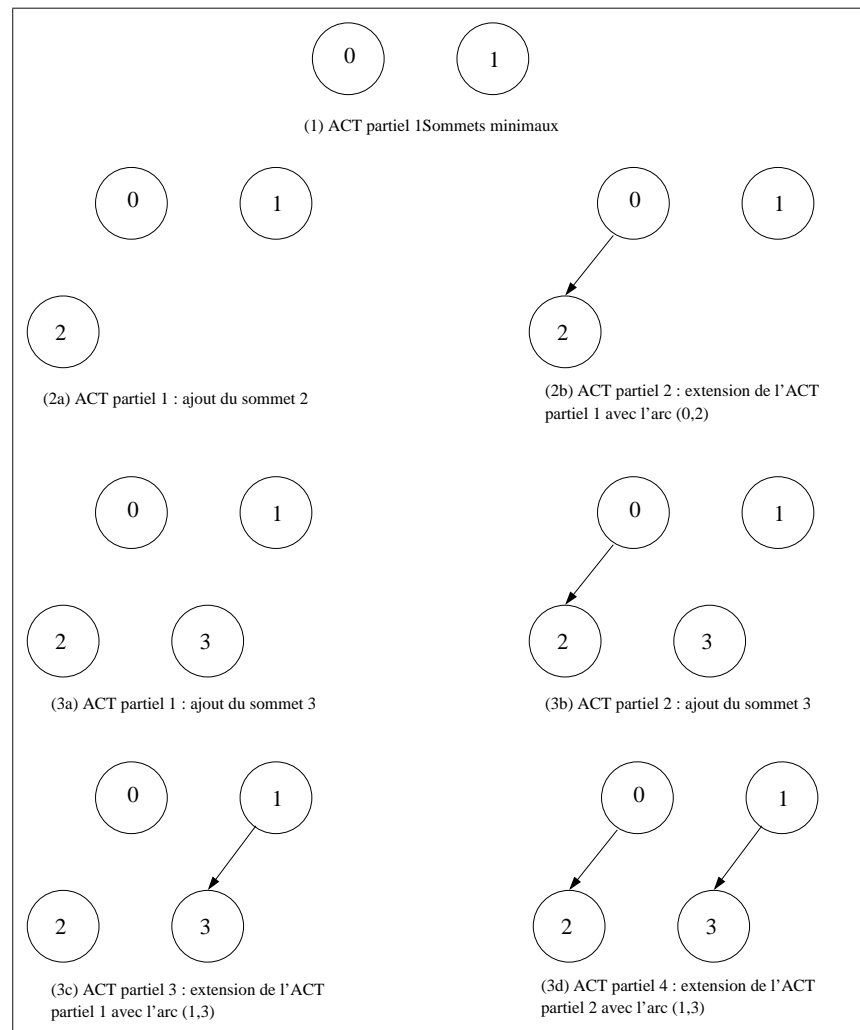 0 1
(1) ACT partiel 1Sommets minimaux
0 1
2
(2a) ACT partiel 1 : ajout du sommet 2
0 1
2
(2b) ACT partiel 2 : extension de l'ACT
partiel 1 avec l'arc (0,2)
0 1
2 3
(3a) ACT partiel 1 : ajout du sommet 3
0 1
2 3
(3b) ACT partiel 2 : ajout du sommet 3
0 1
2 3
(3c) ACT partiel 3 : extension de l'ACT
partiel 1 avec l'arc (1,3)
0 1
2 3
(3d) ACT partiel 4 : extension de l'ACT
partiel 2 avec l'arc (1,3)